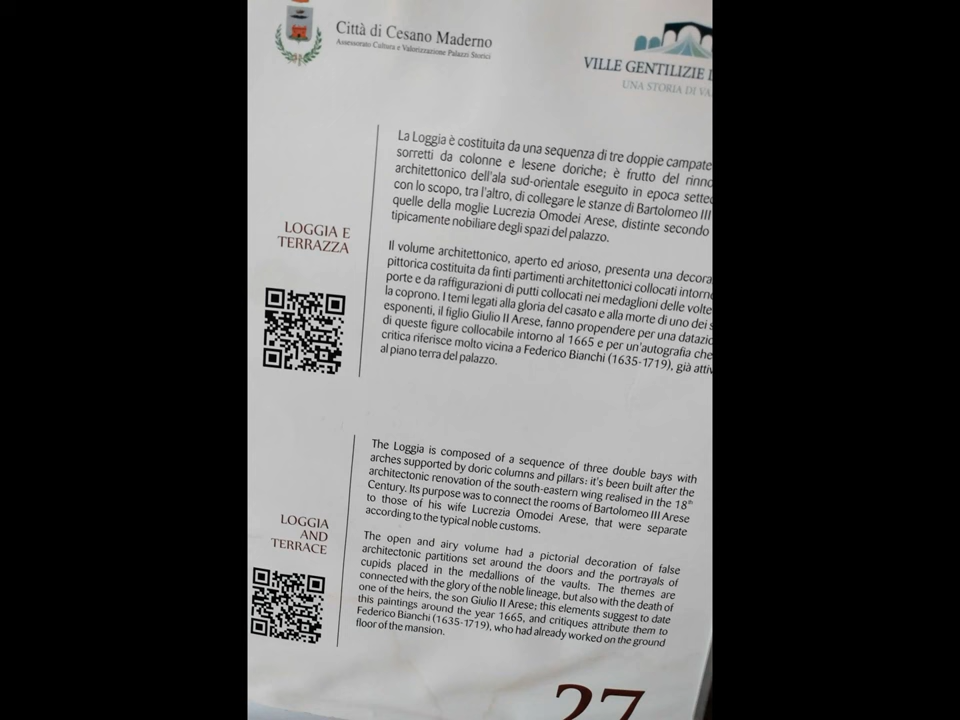 Città di Cesano Maderno
Assessorato Cultura e Valorizzazione Palazzi Storici
VILLE GENTILIZIE
UNA STORIA DI
LOGGIA E
TERRAZZA
La Loggia è costituita da una sequenza di tre doppie campate
sorretti da colonne e lesene doriche; è frutto del rinno
architettonico dell'ala sud-orientale eseguito in epoca sette
con lo scopo, tra l'altro, di collegare le stanze di Bartolomeo III
quelle della moglie Lucrezia Omodei Arese, distinte secondo
tipicamente nobiliare degli spazi del palazzo.
Il volume architettonico, aperto ed arioso, presenta una decora
pittorica costituita da finti partimenti architettonici collocati intorn
porte e da raffigurazioni di putti collocati nei medaglioni delle volte
la coprono. I temi legati alla gloria del casato e alla morte di uno dei
esponenti, il figlio Giulio II Arese, fanno propendere per una datazi
di queste figure collocabile intorno al 1665 e per un'autografia che
critica riferisce molto vicina a Federico Bianchi (1635-1719), già attiv
al piano terra del palazzo.
LOGGIA
AND
TERRACE
The Loggia is composed of a sequence of three double bays with
arches supported by doric columns and pillars: it's been built after the
architectonic renovation of the south-eastern wing realised in the 18th
Century. Its purpose was to connect the rooms of Bartolomeo III Arese
to those of his wife Lucrezia Omodei Arese, that were separate
according to the typical noble customs.
The open and airy volume had a pictorial decoration of false
architectonic partitions set around the doors and the portrayals of
cupids placed in the medallions of the vaults. The themes are
connected with the glory of the noble lineage, but also with the death of
one of the heirs, the son Giulio II Arese; this elements suggest to date
this paintings around the year 1665, and critiques attribute them to
Federico Bianchi (1635-1719), who had already worked on the ground
floor of the mansion.
27